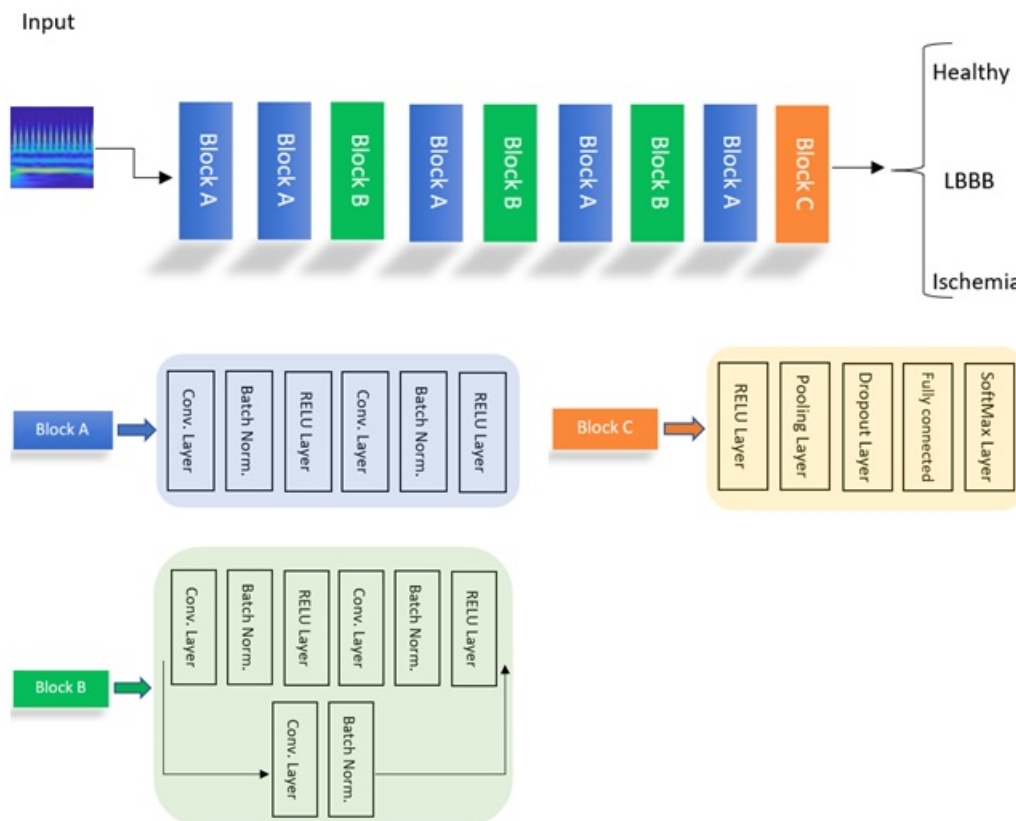 Input
Block A
Block A
Block B
Block A
Block B
Block A
Block B
Block A
Block C
Healthy
LBBB
Ischemia
Block A
Conv. Layer
Batch Norm.
RELU Layer
Conv. Layer
Batch Norm.
RELU Layer
Block C
RELU Layer
Pooling Layer
Dropout Layer
Fully connected
SoftMax Layer
Block B
Conv. Layer
Batch Norm.
RELU Layer
Conv. Layer
Batch Norm.
RELU Layer
Conv. Layer
Batch Norm.